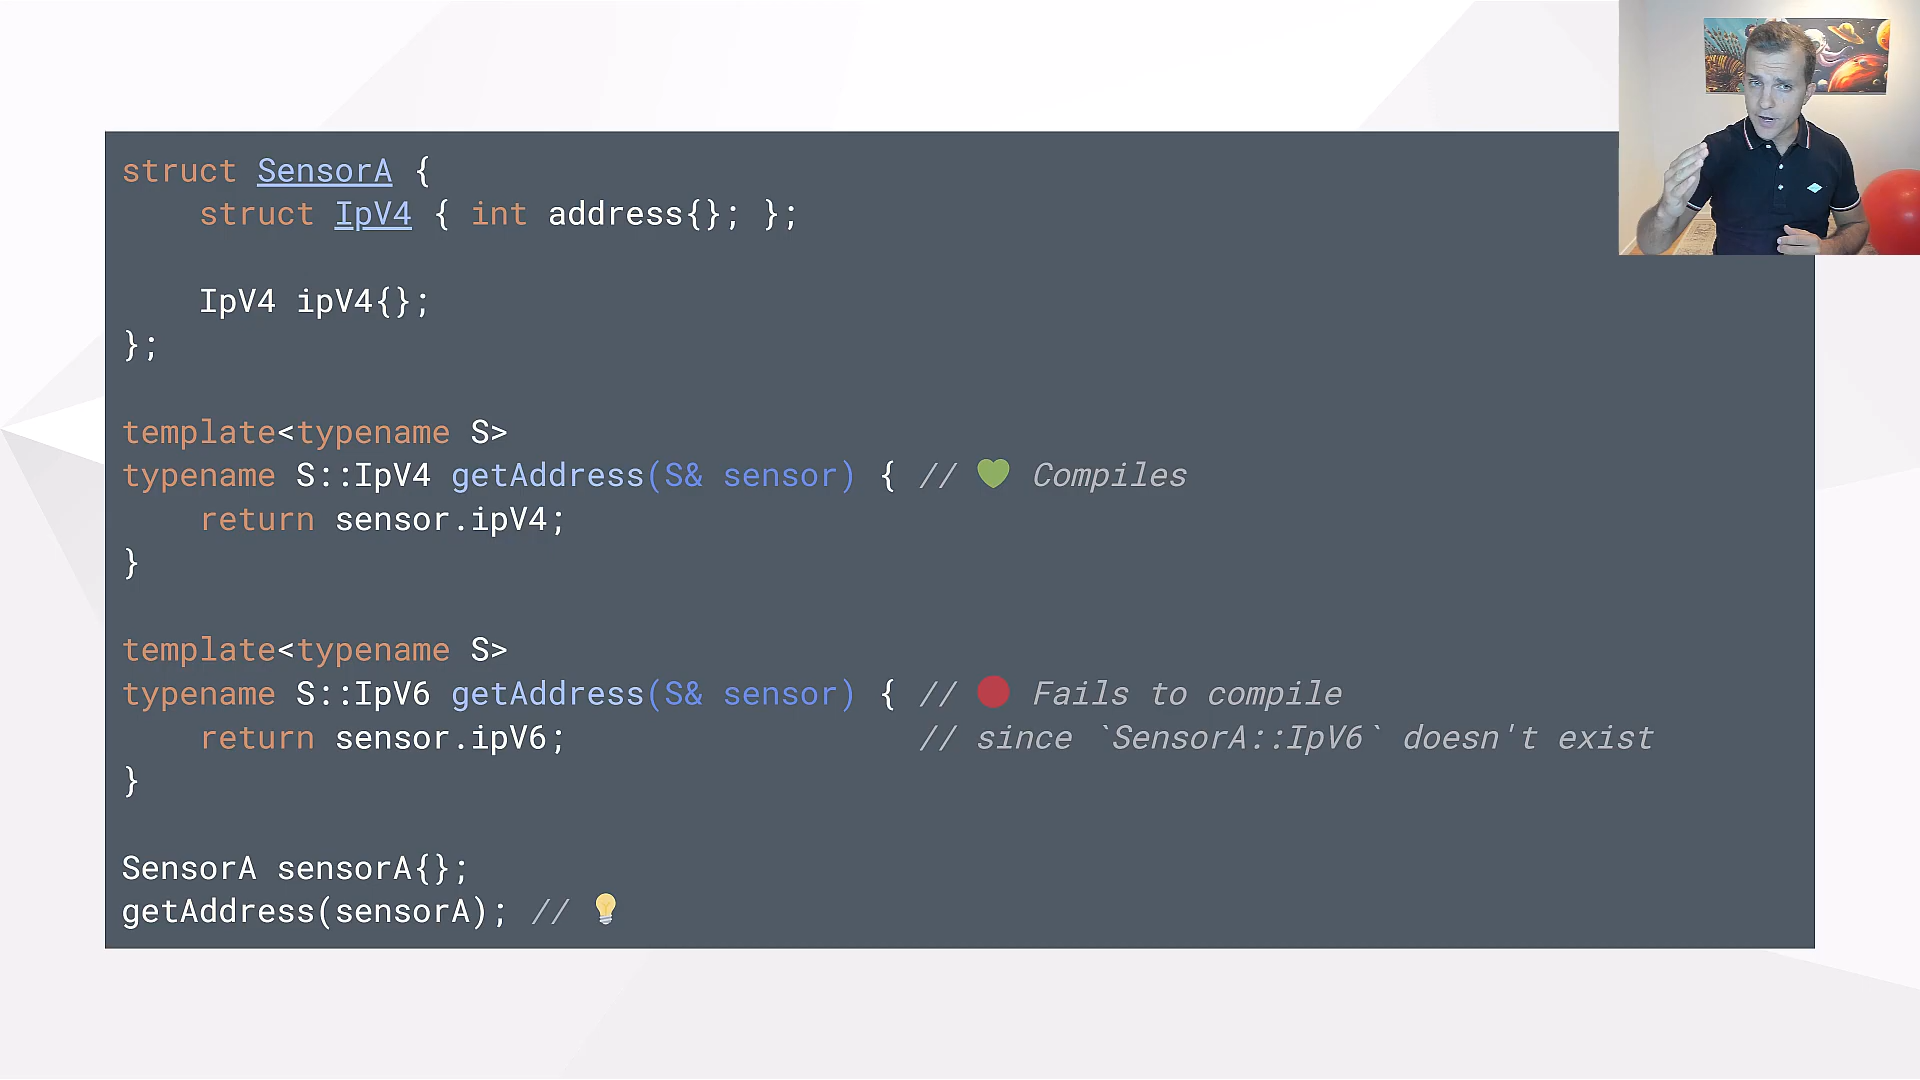 struct SensorA {
    struct IpV4 { int address{}; };
    IpV4 ipV4{};
};
template<typename S>
typename S::IpV4 getAddress(S& sensor) { // 💚 Compiles
    return sensor.ipV4;
}
template<typename S>
typename S::IpV6 getAddress(S& sensor) { // 🔴 Fails to compile
    return sensor.ipV6;                  // since `SensorA::IpV6` doesn't exist
}
SensorA sensorA{};
getAddress(sensorA); // 💡